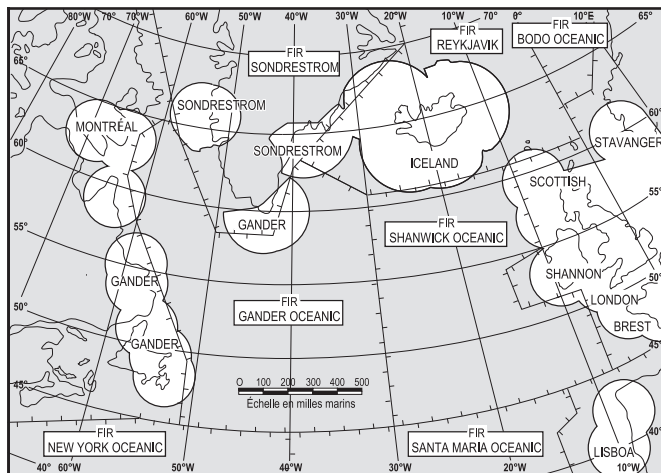 80°W 70°W 60°W 50°W 40°W 30°W 20°W 10°W 70° 0° 10°E 20°E 65°
65°
60°
55°
50°
45°
40° 60°W 50°W 40°W 30°W 20°W 10°W 40°
60°
55°
50°
45°
FIR
SONDRESTROM
FIR
REYKJAVIK
FIR
BODO OCEANIC
SONDRESTROM
MONTRÉAL
SONDRESTROM
ICELAND
STAVANGER
SCOTTISH
GANDER
FIR
SHANWICK OCEANIC
SHANNON
GANDER
LONDON
FIR
GANDER OCEANIC
BREST
GANDER
0 100 200 300 400 500
Échelle en milles marins
FIR
NEW YORK OCEANIC
FIR
SANTA MARIA OCEANIC
LISBOA